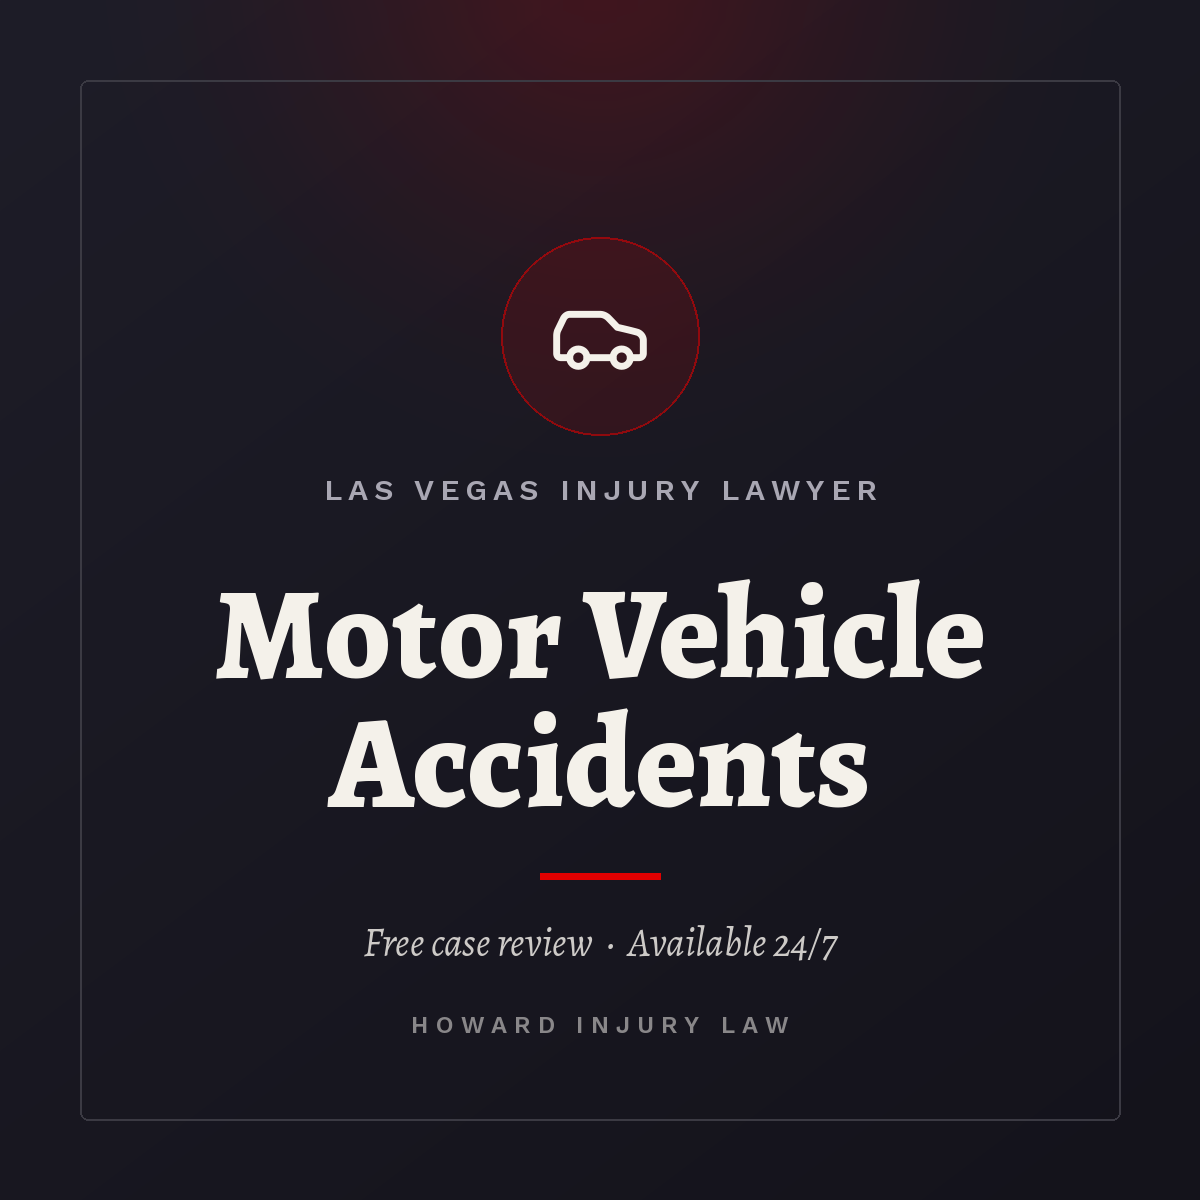 LAS VEGAS INJURY LAWYER
Motor Vehicle
Accidents
Free case review · Available 24/7
HOWARD INJURY LAW